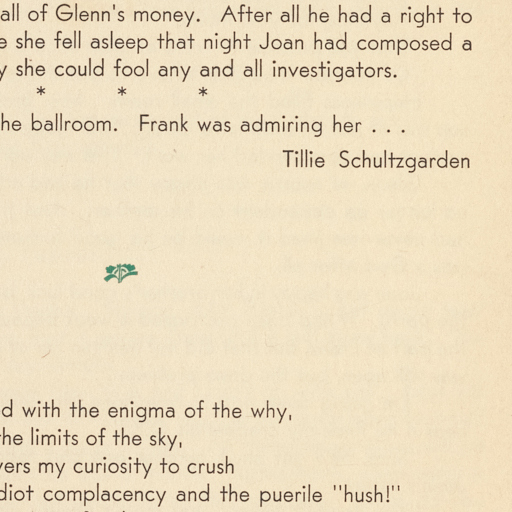 all of Glenn's money. After all he had a right to
she fell asleep that night Joan had composed a
she could fool any and all investigators.
* * *
he ballroom. Frank was admiring her . . .
Tillie Schultzgarden
d with the enigma of the why,
the limits of the sky,
vers my curiosity to crush
diot complacency and the puerile "hush!"